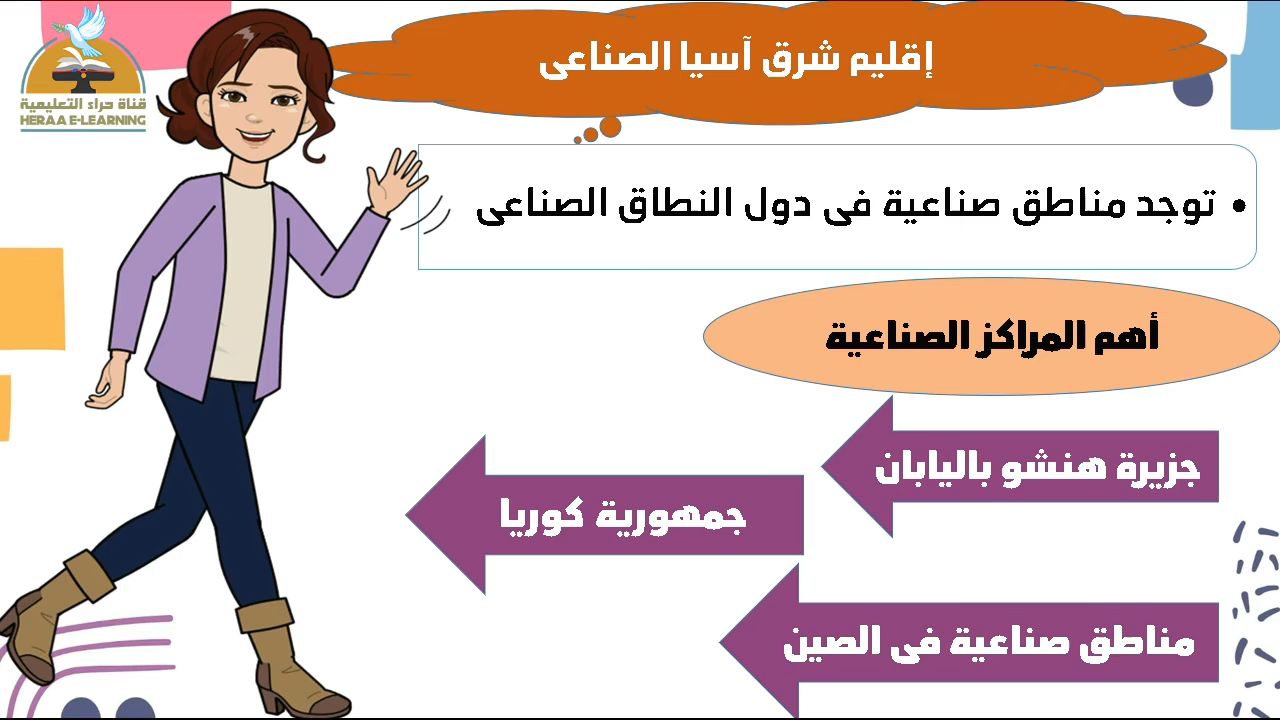 إقليم شرق آسيا الصناعى
قناة حراء التعليمية
HERAA E-LEARNING
• توجد مناطق صناعية فى دول النطاق الصناعى
أهم المراكز الصناعية
جزيرة هنشو باليابان
جمهورية كوريا
مناطق صناعية فى الصين